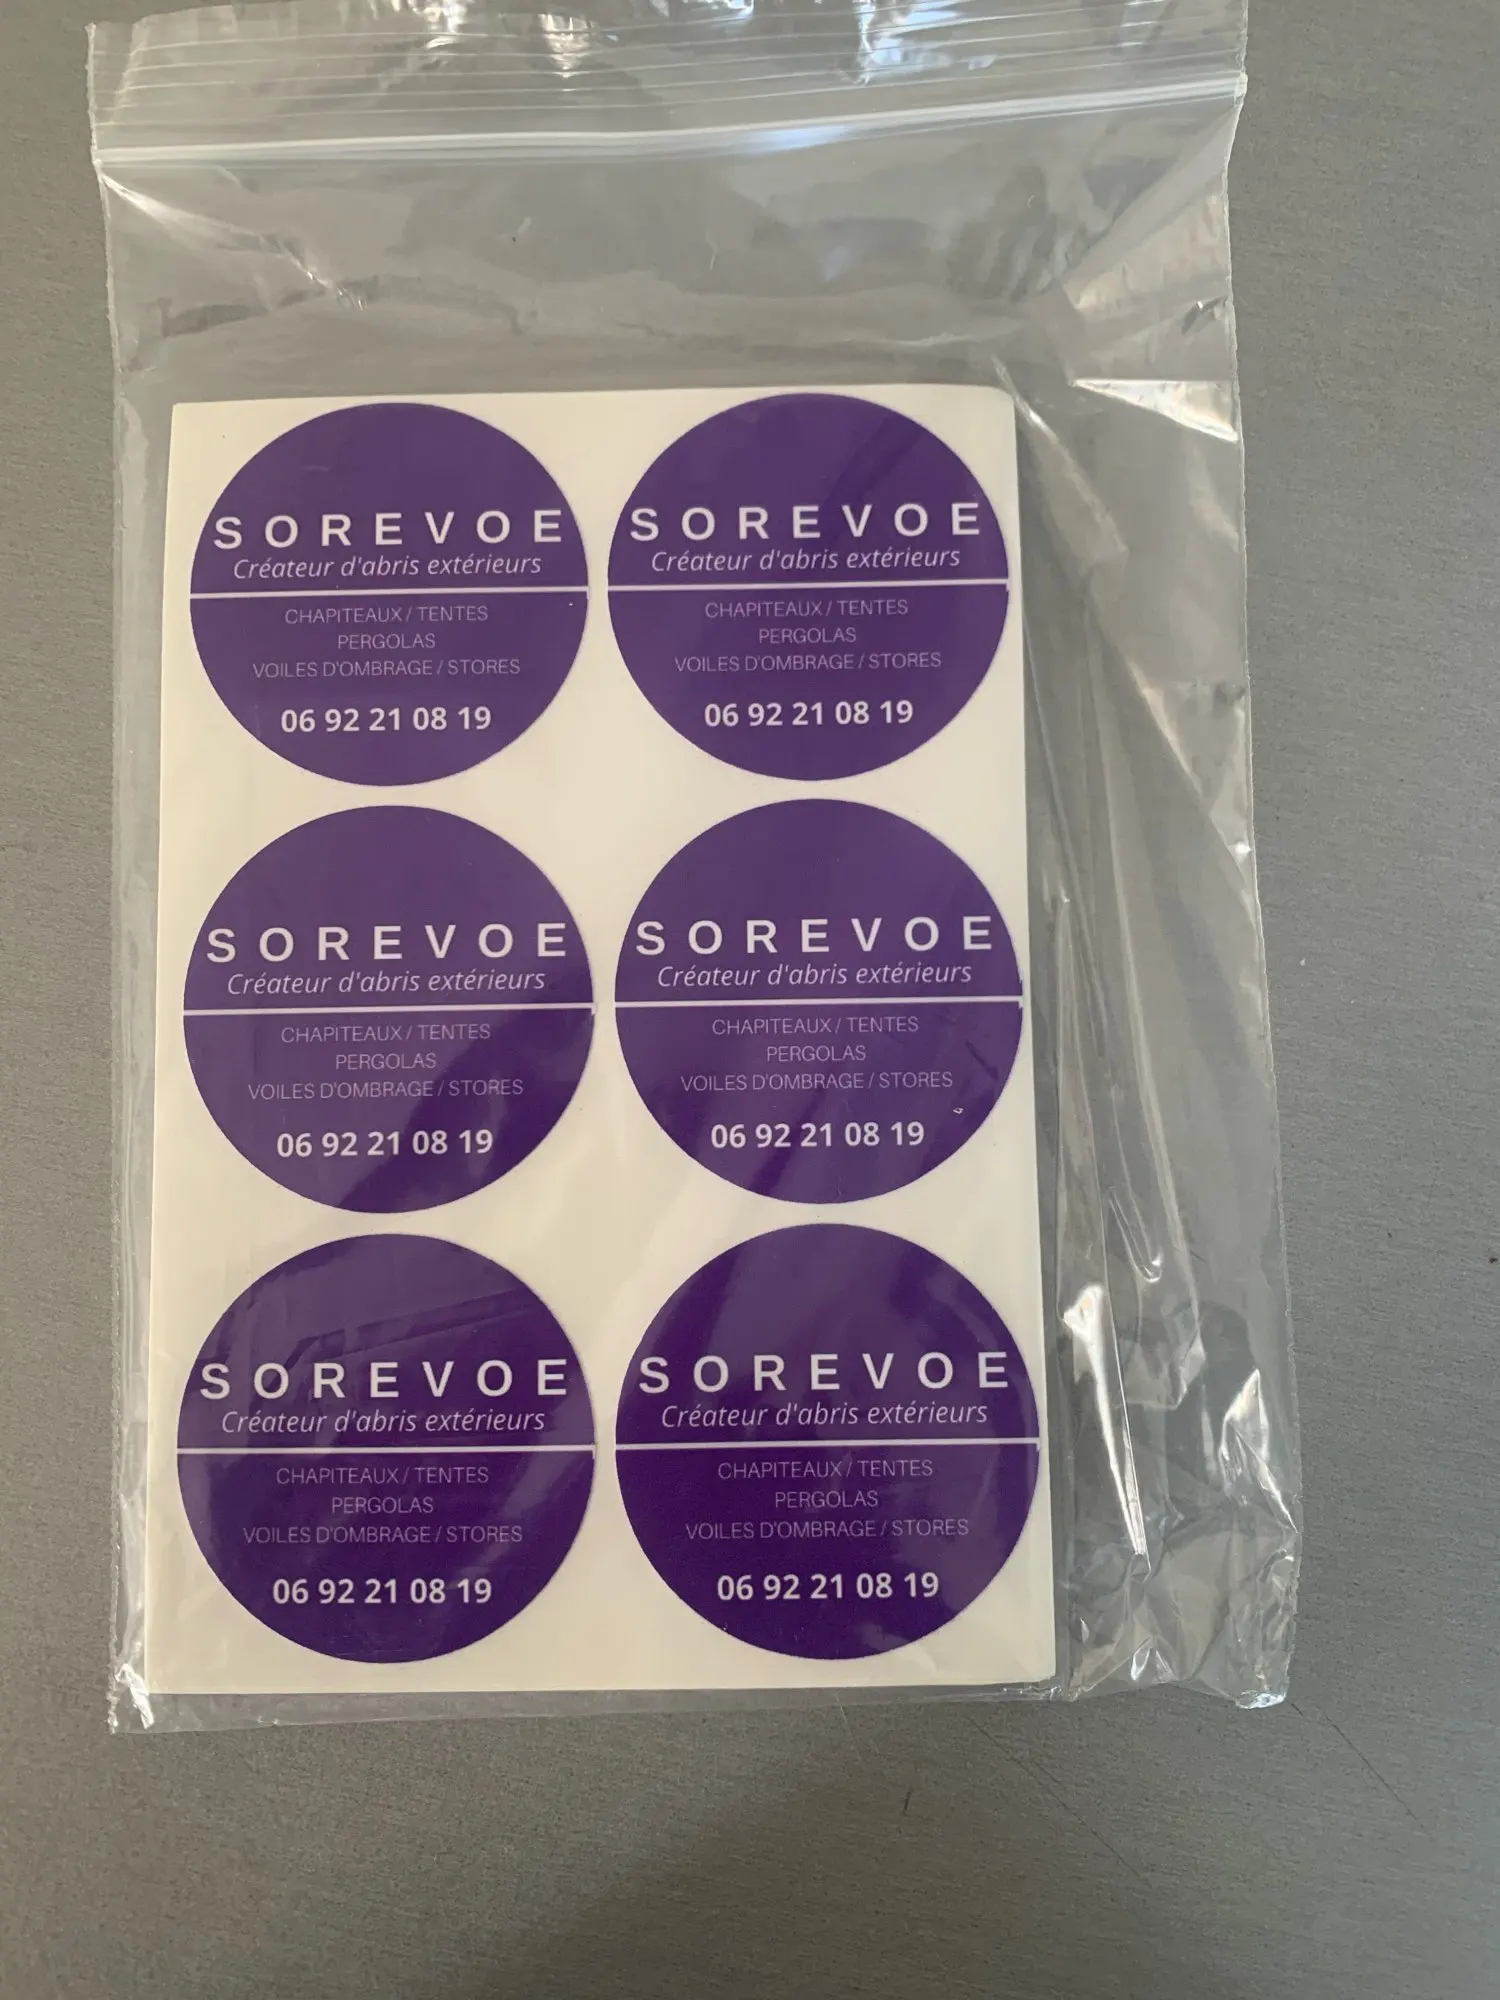 SOREVOE
Créateur d'abris extérieurs
CHAPITEAUX / TENTES
PERGOLAS
VOILES D'OMBRAGE / STORES
06 92 21 08 19
SOREVOE
Créateur d'abris extérieurs
CHAPITEAUX / TENTES
PERGOLAS
VOILES D'OMBRAGE / STORES
06 92 21 08 19
SOREVOE
Créateur d'abris extérieurs
CHAPITEAUX / TENTES
PERGOLAS
VOILES D'OMBRAGE / STORES
06 92 21 08 19
SOREVOE
Créateur d'abris extérieurs
CHAPITEAUX / TENTES
PERGOLAS
VOILES D'OMBRAGE / STORES
06 92 21 08 19
SOREVOE
Créateur d'abris extérieurs
CHAPITEAUX / TENTES
PERGOLAS
VOILES D'OMBRAGE / STORES
06 92 21 08 19
SOREVOE
Créateur d'abris extérieurs
CHAPITEAUX / TENTES
PERGOLAS
VOILES D'OMBRAGE / STORES
06 92 21 08 19